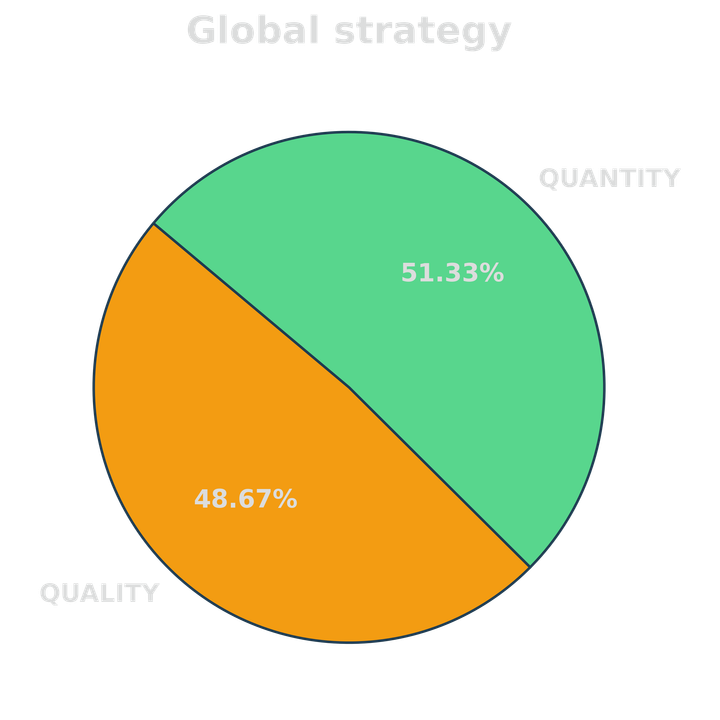 Global strategy
QUANTITY
51.33%
48.67%
QUALITY